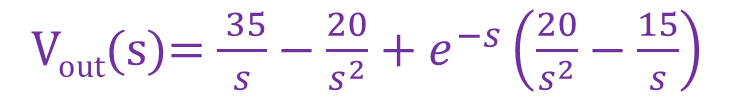 V_out(s)= 35/s − 20/s² + e^−s (20/s² − 15/s)